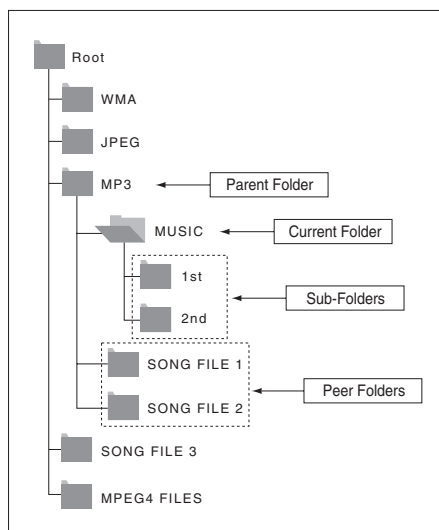 Root
WMA
JPEG
MP3
Parent Folder
MUSIC
Current Folder
1st
Sub-Folders
2nd
SONG FILE 1
Peer Folders
SONG FILE 2
SONG FILE 3
MPEG4 FILES